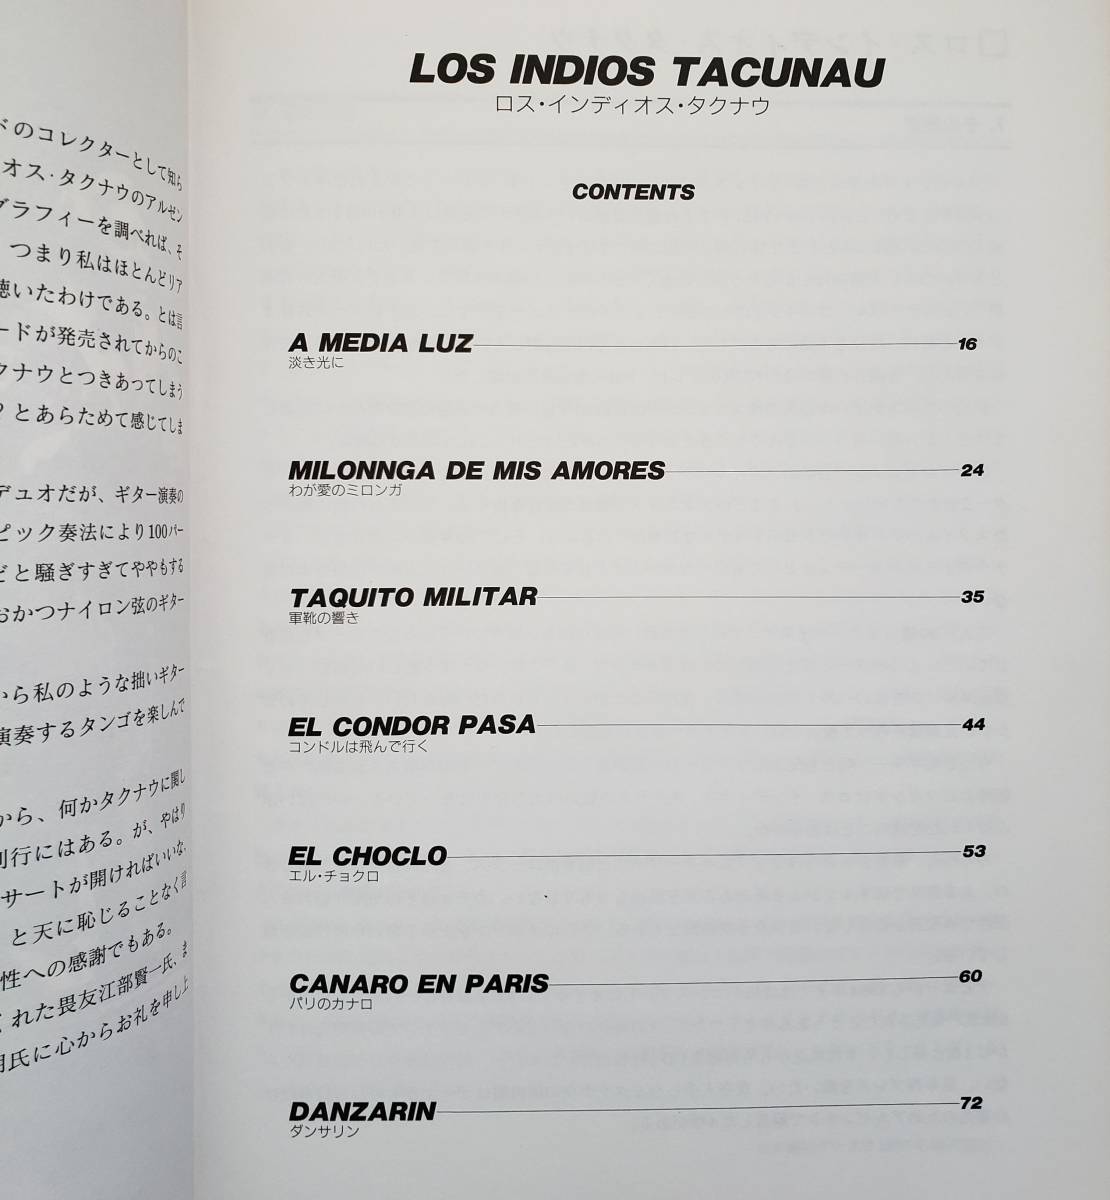 ドのコレクターとして知ら
オス・タクナウのアルゼン
グラフィーを調べれば、そ
つまり私はほとんどリア
聴いたわけである。とは言
ードが発売されてからのこ
クナウとつきあってしまう
？とあらためて感じてしま
デュオだが、ギター演奏の
ピック奏法により100パー
どと騒ぎすぎてややもする
おかつナイロン弦のギター
から私のような拙いギター
演奏するタンゴを楽しんで
から、何かタクナウに関し
刊行にはある。が、やはり
サートが開ければいいな、
と天に恥じることなく言
性への感謝でもある。
くれた畏友江部賢一氏、ま
氏に心からお礼を申し上
LOS INDIOS TACUNAU
ロス・インディオス・タクナウ
CONTENTS
A MEDIA LUZ 16
淡き光に
MILONNGA DE MIS AMORES 24
わが愛のミロンガ
TAQUITO MILITAR 35
軍靴の響き
EL CONDOR PASA 44
コンドルは飛んで行く
EL CHOCLO 53
エル・チョクロ
CANARO EN PARIS 60
パリのカナロ
DANZARIN 72
ダンサリン